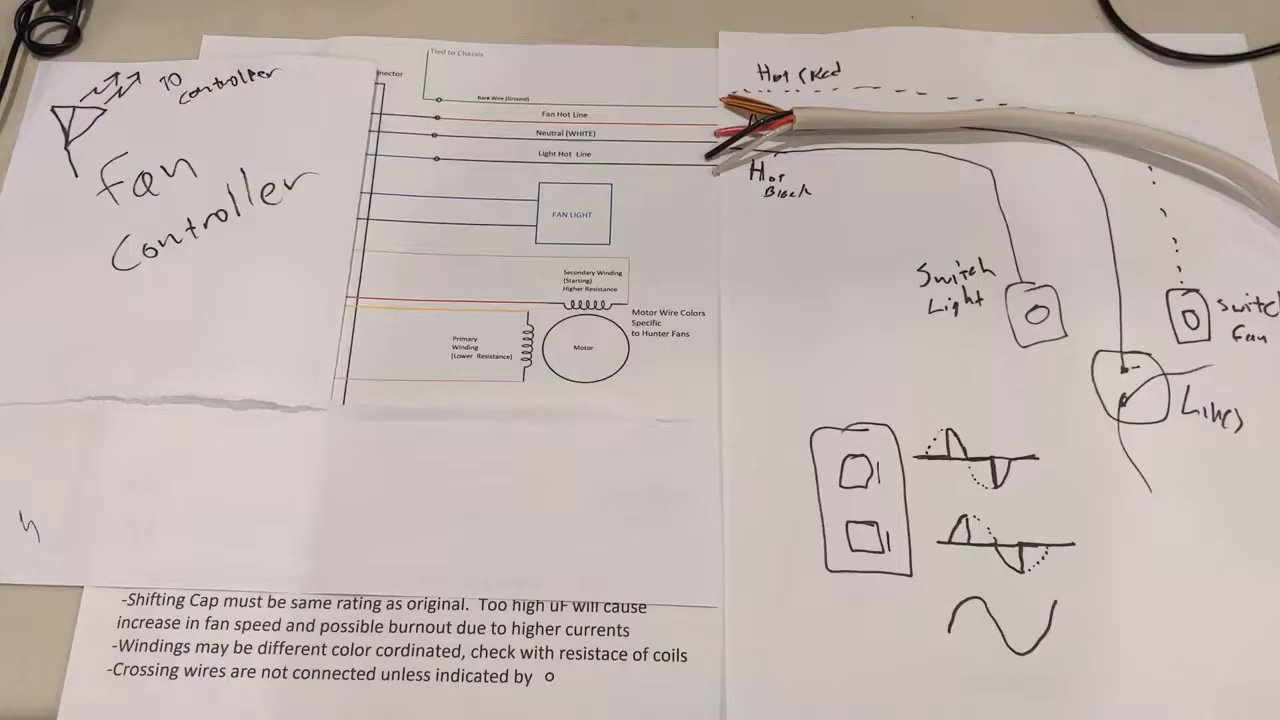 TO
controller
Fan
Controller
Tied to Chassis
nector
Bare Wire (Ground)
Fan Hot Line
Neutral (WHITE)
Light Hot Line
FAN LIGHT
Secondary Winding
(Starting)
Higher Resistance
Motor Wire Colors
Specific
to Hunter Fans
Primary
Winding
(Lower Resistance)
Motor
Hot (Red
Hot
Black
Switch
Light
Switch
Fan
Lines
-Shifting Cap must be same rating as original. Too high uF will cause
increase in fan speed and possible burnout due to higher currents
-Windings may be different color cordinated, check with resistace of coils
-Crossing wires are not connected unless indicated by o